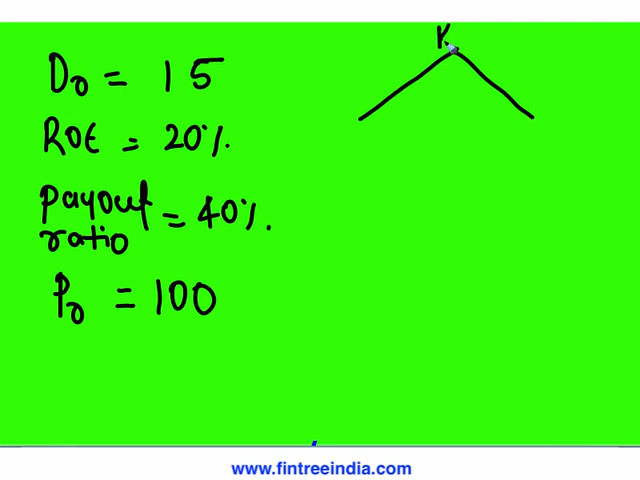 K
D₀ = 15
ROE = 20%.
Payout ratio = 40%.
P₀ = 100
www.fintreeindia.com